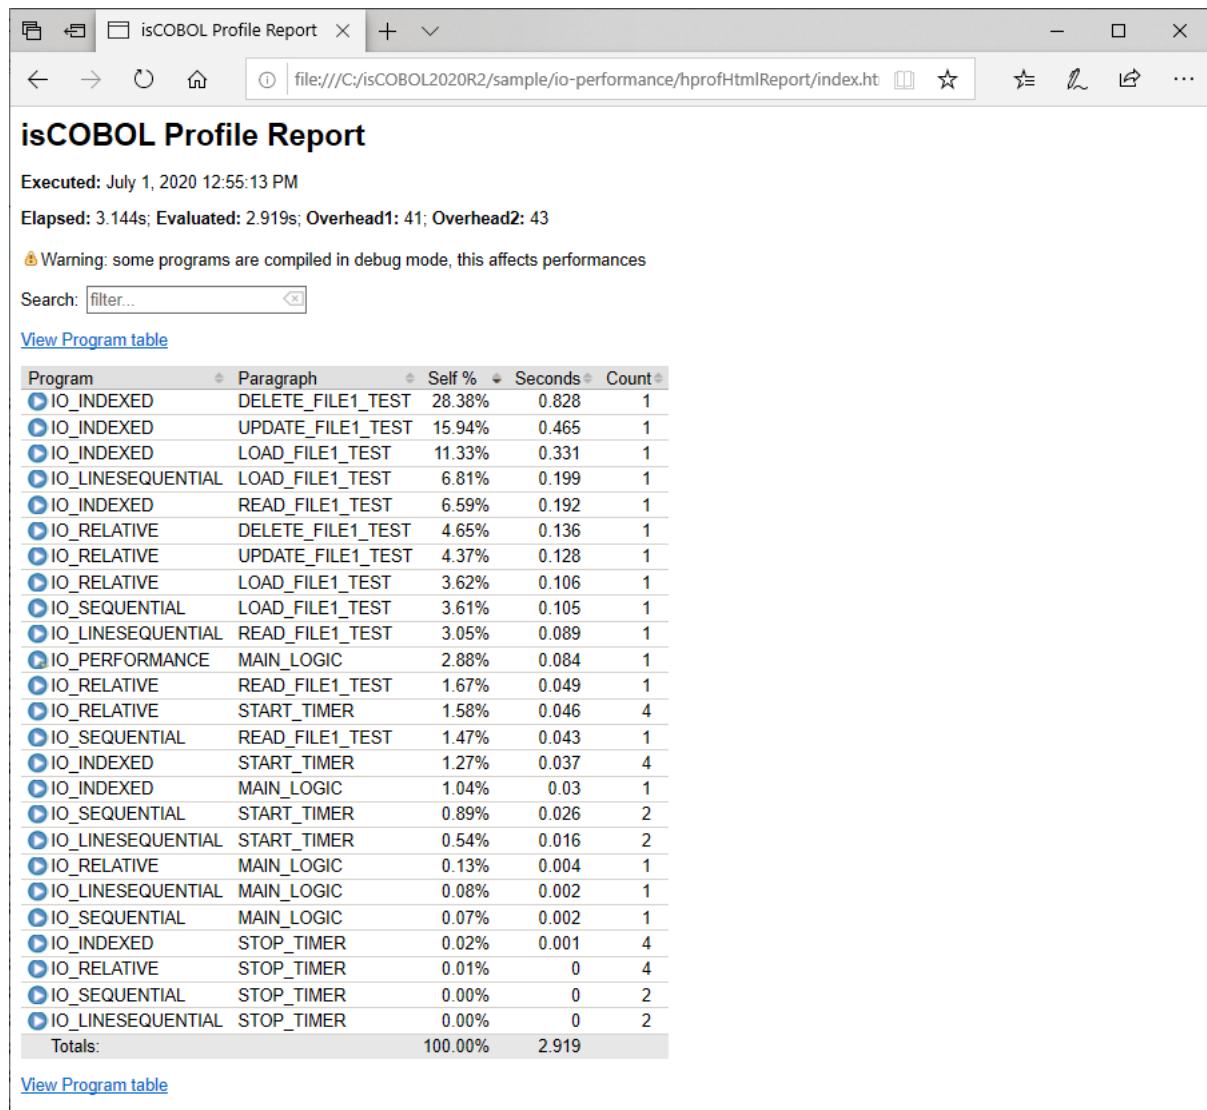 isCOBOL Profile Report
file:///C:/isCOBOL2020R2/sample/io-performance/hprofHtmlReport/index.ht
isCOBOL Profile Report
Executed: July 1, 2020 12:55:13 PM
Elapsed: 3.144s; Evaluated: 2.919s; Overhead1: 41; Overhead2: 43
Warning: some programs are compiled in debug mode, this affects performances
Search: filter...
View Program table
Program Paragraph Self % Seconds Count
IO_INDEXED DELETE_FILE1_TEST 28.38% 0.828 1
IO_INDEXED UPDATE_FILE1_TEST 15.94% 0.465 1
IO_INDEXED LOAD_FILE1_TEST 11.33% 0.331 1
IO_LINESEQUENTIAL LOAD_FILE1_TEST 6.81% 0.199 1
IO_INDEXED READ_FILE1_TEST 6.59% 0.192 1
IO_RELATIVE DELETE_FILE1_TEST 4.65% 0.136 1
IO_RELATIVE UPDATE_FILE1_TEST 4.37% 0.128 1
IO_RELATIVE LOAD_FILE1_TEST 3.62% 0.106 1
IO_SEQUENTIAL LOAD_FILE1_TEST 3.61% 0.105 1
IO_LINESEQUENTIAL READ_FILE1_TEST 3.05% 0.089 1
IO_PERFORMANCE MAIN_LOGIC 2.88% 0.084 1
IO_RELATIVE READ_FILE1_TEST 1.67% 0.049 1
IO_RELATIVE START_TIMER 1.58% 0.046 4
IO_SEQUENTIAL READ_FILE1_TEST 1.47% 0.043 1
IO_INDEXED START_TIMER 1.27% 0.037 4
IO_INDEXED MAIN_LOGIC 1.04% 0.03 1
IO_SEQUENTIAL START_TIMER 0.89% 0.026 2
IO_LINESEQUENTIAL START_TIMER 0.54% 0.016 2
IO_RELATIVE MAIN_LOGIC 0.13% 0.004 1
IO_LINESEQUENTIAL MAIN_LOGIC 0.08% 0.002 1
IO_SEQUENTIAL MAIN_LOGIC 0.07% 0.002 1
IO_INDEXED STOP_TIMER 0.02% 0.001 4
IO_RELATIVE STOP_TIMER 0.01% 0 4
IO_SEQUENTIAL STOP_TIMER 0.00% 0 2
IO_LINESEQUENTIAL STOP_TIMER 0.00% 0 2
Totals: 100.00% 2.919
View Program table